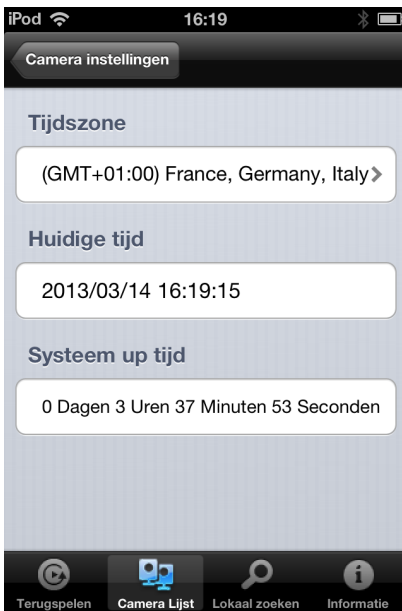 iPod 16:19
Camera instellingen
Tijdszone
(GMT+01:00) France, Germany, Italy
Huidige tijd
2013/03/14 16:19:15
Systeem up tijd
0 Dagen 3 Uren 37 Minuten 53 Seconden
Terugspelen Camera Lijst Lokaal zoeken Informatie